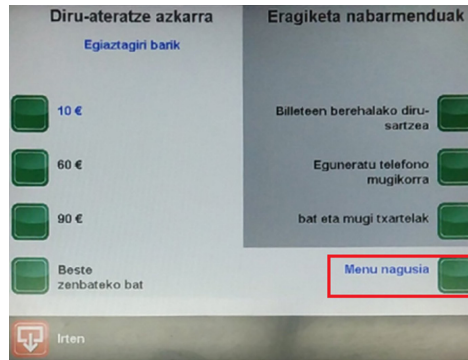 Diru-ateratze azkarra
Egiaztagiri barik
10 €
60 €
90 €
Beste
zenbateko bat
Eragiketa nabarmenduak
Billeteen berehalako diru-
sartzea
Eguneratu telefono
mugikorra
bat eta mugi txartelak
Menu nagusia
Irten